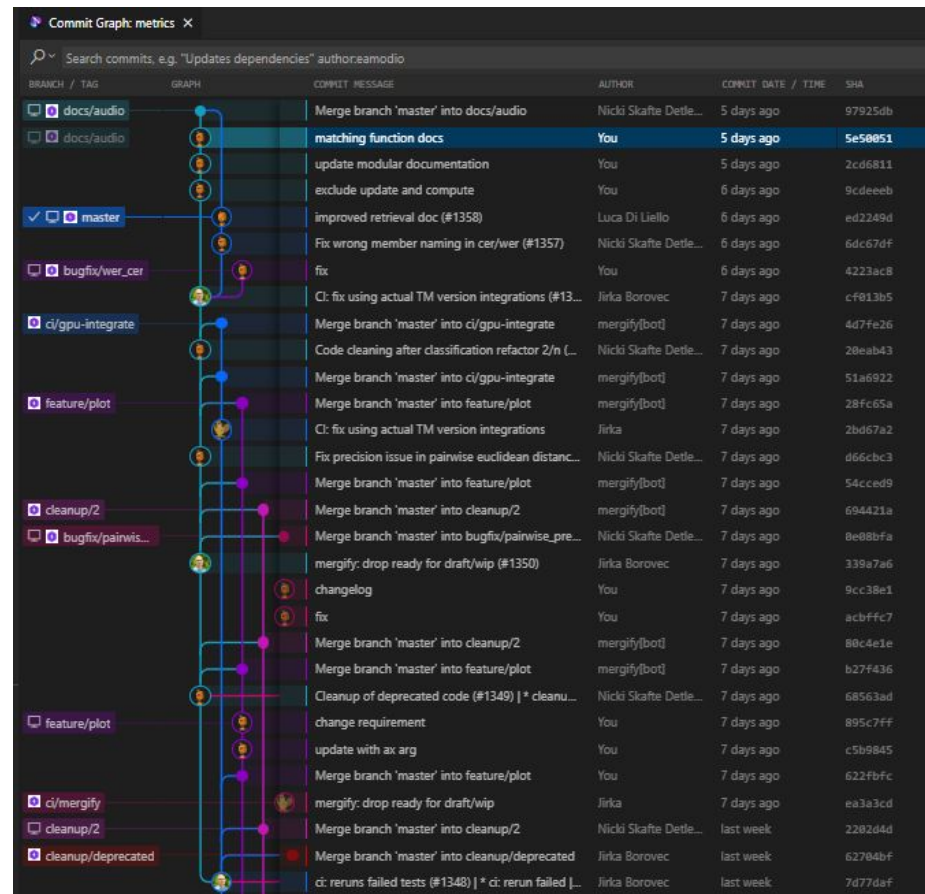 Commit Graph: metrics
Search commits, e.g. "Updates dependencies" author:eamodio
BRANCH / TAG GRAPH COMMIT MESSAGE AUTHOR COMMIT DATE / TIME SHA
docs/audio Merge branch 'master' into docs/audio Nicki Skafte Detle... 5 days ago 97925db
docs/audio matching function docs You 5 days ago 5e50051
update modular documentation You 5 days ago 2cd6811
exclude update and compute You 6 days ago 9cdeeeb
master improved retrieval doc (#1358) Luca Di Liello 6 days ago ed2249d
Fix wrong member naming in cer/wer (#1357) Nicki Skafte Detle... 6 days ago 6dc67df
bugfix/wer_cer fix You 6 days ago 4223ac8
CI: fix using actual TM version integrations (#13... Jirka Borovec 7 days ago cf013b5
ci/gpu-integrate Merge branch 'master' into ci/gpu-integrate mergify[bot] 7 days ago 4d7fe26
Code cleaning after classification refactor 2/n (... Nicki Skafte Detle... 7 days ago 20eab43
Merge branch 'master' into ci/gpu-integrate mergify[bot] 7 days ago 51a6922
feature/plot Merge branch 'master' into feature/plot mergify[bot] 7 days ago 28fc65a
CI: fix using actual TM version integrations Jirka 7 days ago 2bd67a2
Fix precision issue in pairwise euclidean distanc... Nicki Skafte Detle... 7 days ago d66cbc3
Merge branch 'master' into feature/plot mergify[bot] 7 days ago 54cced9
cleanup/2 Merge branch 'master' into cleanup/2 mergify[bot] 7 days ago 694421a
bugfix/pairwis... Merge branch 'master' into bugfix/pairwise_pre... Nicki Skafte Detle... 7 days ago 0e08bfa
mergify: drop ready for draft/wip (#1350) Jirka Borovec 7 days ago 339a7a6
changelog You 7 days ago 9cc38e1
fix You 7 days ago acbffc7
Merge branch 'master' into cleanup/2 mergify[bot] 7 days ago 80c4e1e
Merge branch 'master' into feature/plot mergify[bot] 7 days ago b27f436
Cleanup of deprecated code (#1349) | * cleanu... Nicki Skafte Detle... 7 days ago 68563ad
feature/plot change requirement You 7 days ago 895c7ff
update with ax arg You 7 days ago c5b9845
Merge branch 'master' into feature/plot You 7 days ago 622fbfc
ci/mergify mergify: drop ready for draft/wip Jirka 7 days ago ea3a3cd
cleanup/2 Merge branch 'master' into cleanup/2 Nicki Skafte Detle... last week 2202d4d
cleanup/deprecated Merge branch 'master' into cleanup/deprecated Jirka Borovec last week 62704bf
ci: reruns failed tests (#1348) | * ci: rerun failed |... Jirka Borovec last week 7d77daf